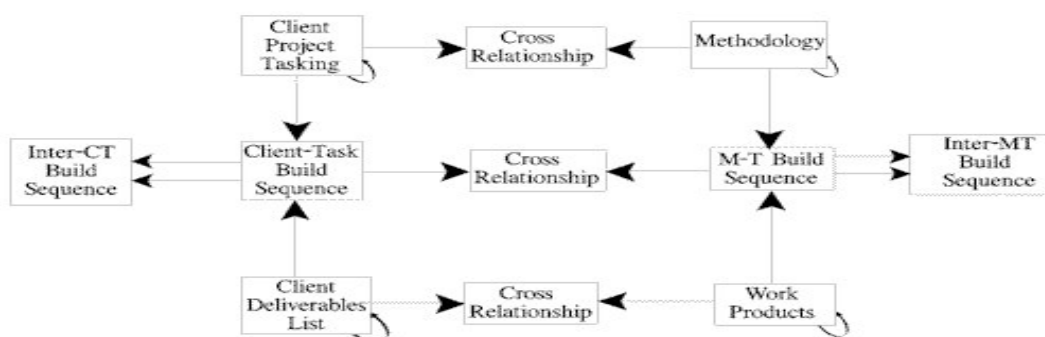 Client
Project
Tasking
Cross
Relationship
Methodology
Inter-CT
Build
Sequence
Client-Task
Build
Sequence
Cross
Relationship
M-T Build
Sequence
Inter-MT
Build
Sequence
Client
Deliverables
List
Cross
Relationship
Work
Products